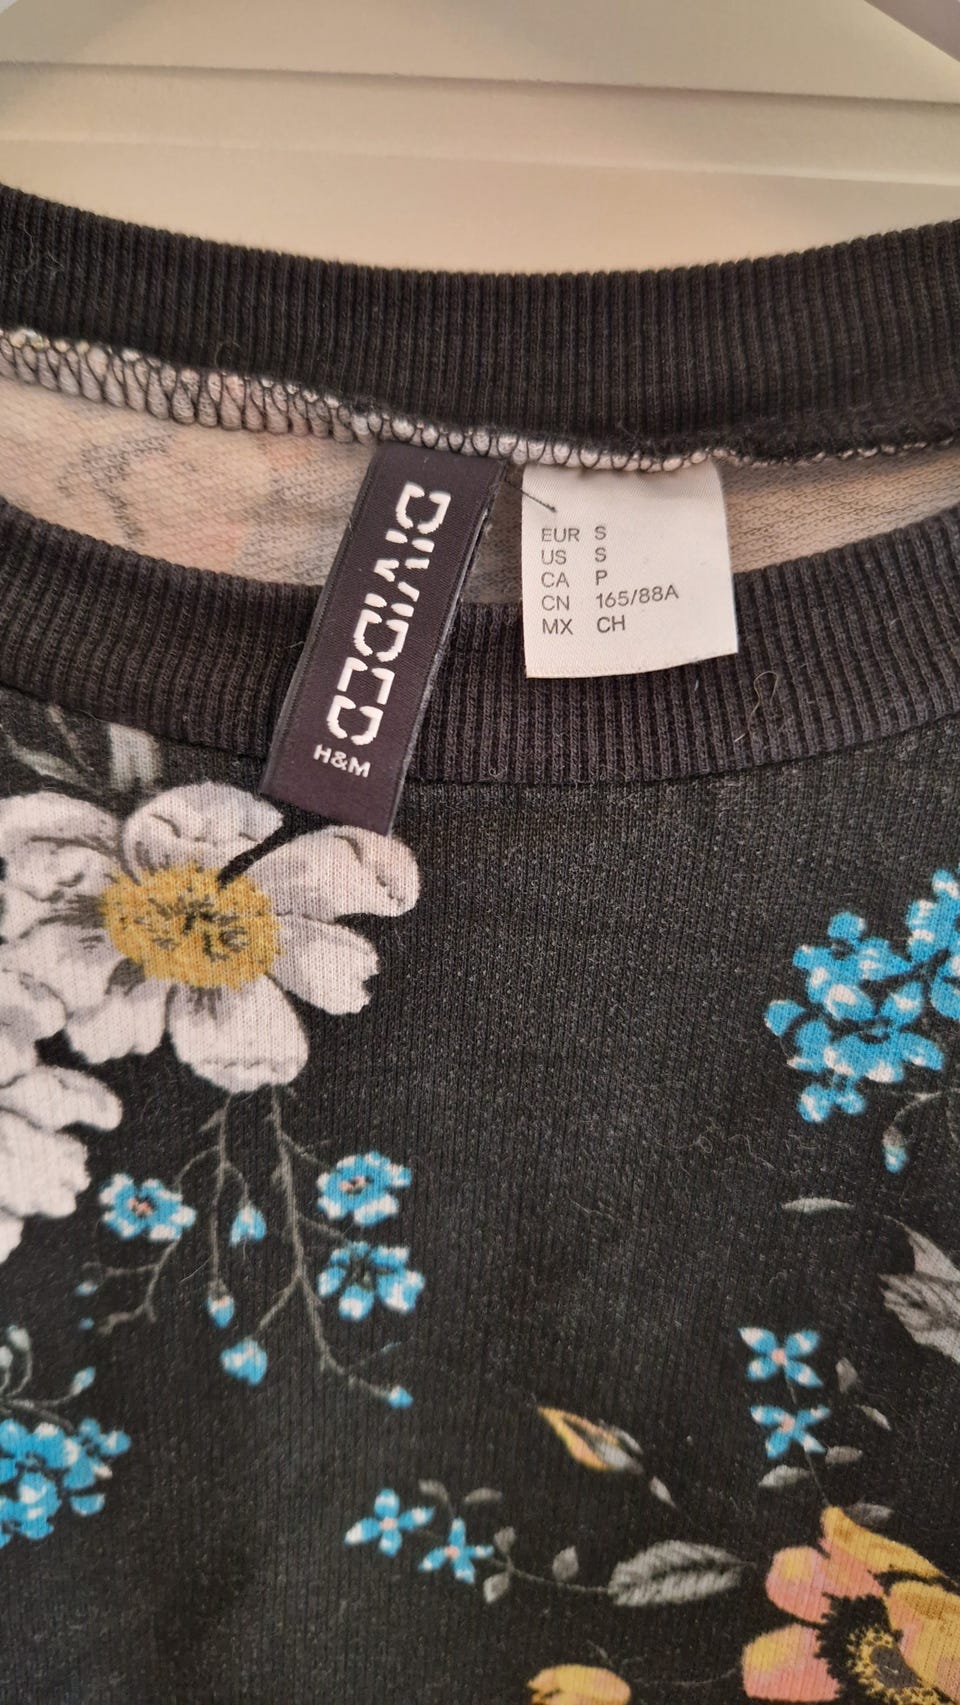 DIVIDED
H&M
EUR S
US S
CA P
CN 165/88A
MX CH